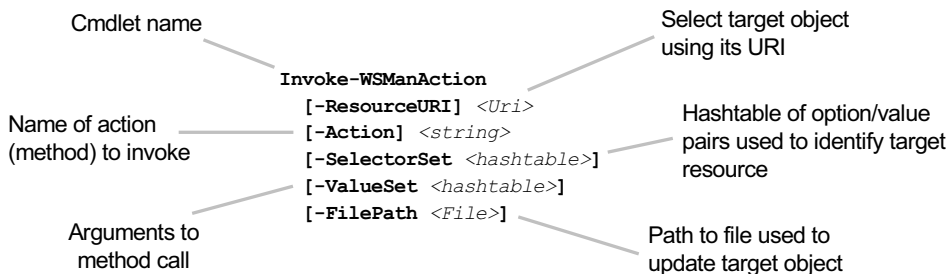 Cmdlet name
Select target object
using its URI
Invoke-WSManAction
[-ResourceURI] <Uri>
Name of action
(method) to invoke
[-Action] <string>
[-SelectorSet <hashtable>]
Hashtable of option/value
pairs used to identify target
resource
[-ValueSet <hashtable>]
[-FilePath <File>]
Arguments to
method call
Path to file used to
update target object